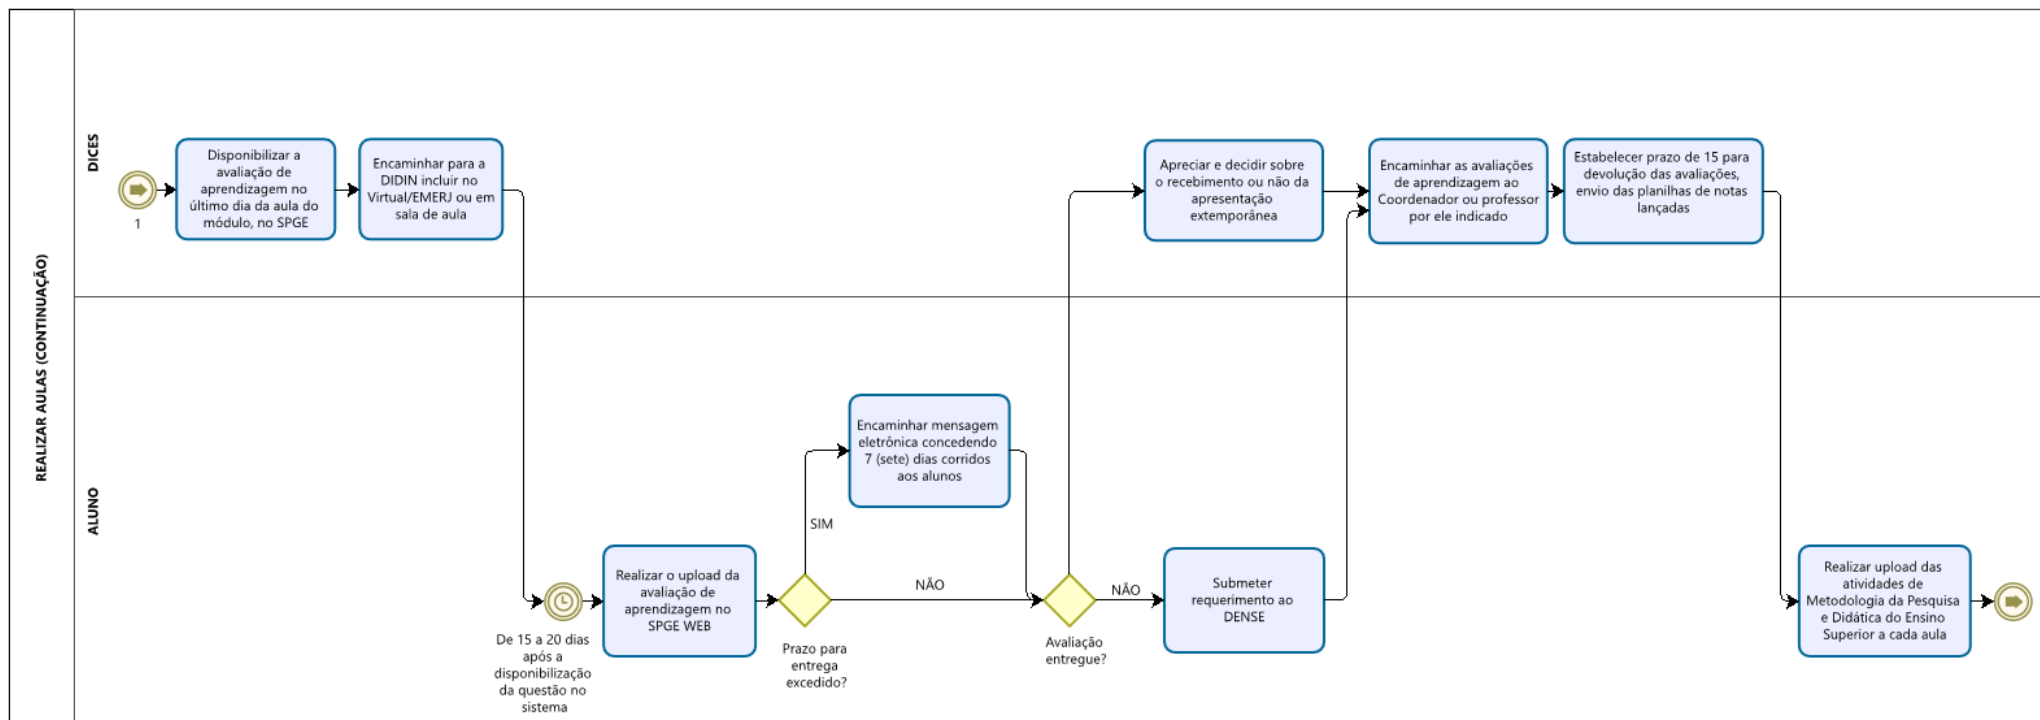 REALIZAR AULAS (CONTINUAÇÃO)
DICES
1
Disponibilizar a
avaliação de
aprendizagem no
último dia da aula do
módulo, no SPGE
Encaminhar para a
DIDIN incluir no
Virtual/EMERJ ou em
sala de aula
Apreciar e decidir sobre
o recebimento ou não da
apresentação
extemporânea
Encaminhar as avaliações
de aprendizagem ao
Coordenador ou professor
por ele indicado
Estabelecer prazo de 15 para
devolução das avaliações,
envio das planilhas de notas
lançadas
ALUNO
De 15 a 20 dias
após a
disponibilização
da questão no
sistema
Realizar o upload da
avaliação de
aprendizagem no
SPGE WEB
Prazo para
entrega
excedido?
SIM
Encaminhar mensagem
eletrônica concedendo
7 (sete) dias corridos
aos alunos
NÃO
Avaliação
entregue?
NÃO
Submeter
requerimento ao
DENSE
Realizar upload das
atividades de
Metodologia da Pesquisa
e Didática do Ensino
Superior a cada aula